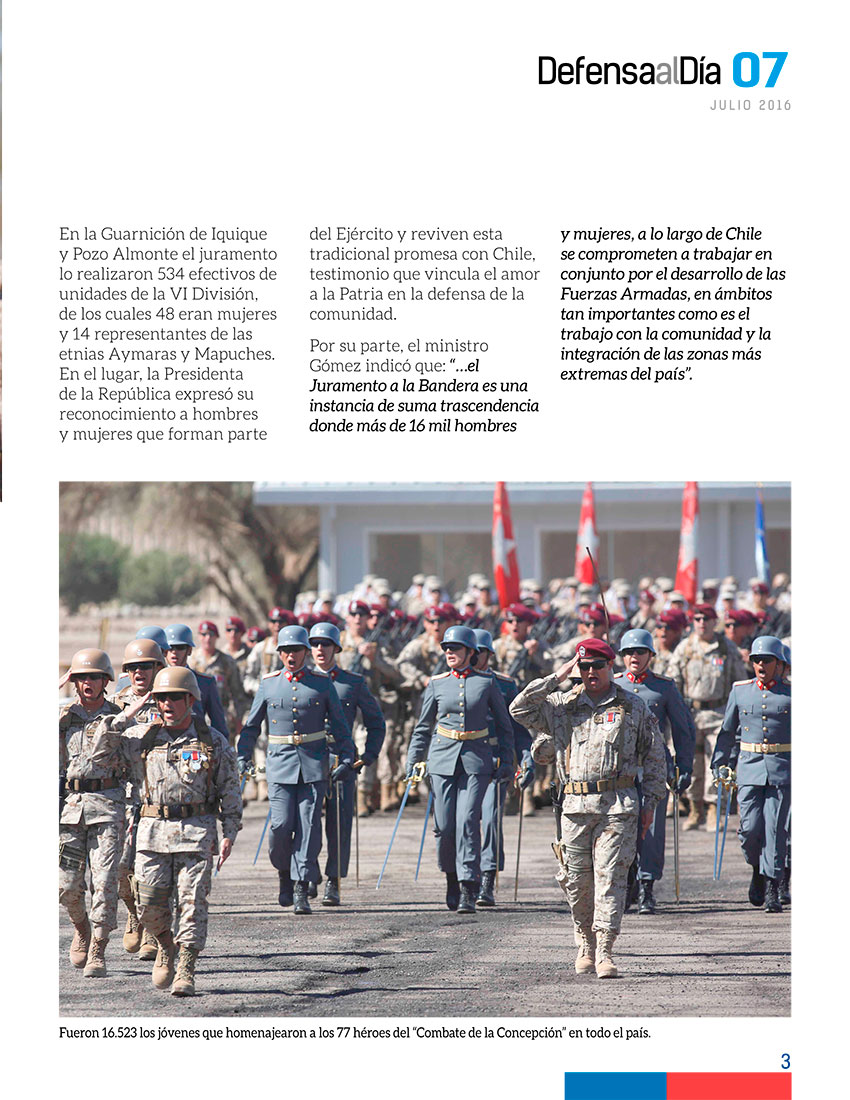 DefensaalDía 07
JULIO 2016
En la Guarnición de Iquique
y Pozo Almonte el juramento
lo realizaron 534 efectivos de
unidades de la VI División,
de los cuales 48 eran mujeres
y 14 representantes de las
etnias Aymaras y Mapuches.
En el lugar, la Presidenta
de la República expresó su
reconocimiento a hombres
y mujeres que forman parte
del Ejército y reviven esta
tradicional promesa con Chile,
testimonio que vincula el amor
a la Patria en la defensa de la
comunidad.
Por su parte, el ministro
Gómez indicó que: “…el
Juramento a la Bandera es una
instancia de suma trascendencia
donde más de 16 mil hombres
y mujeres, a lo largo de Chile
se comprometen a trabajar en
conjunto por el desarrollo de las
Fuerzas Armadas, en ámbitos
tan importantes como es el
trabajo con la comunidad y la
integración de las zonas más
extremas del país”.
Fueron 16.523 los jóvenes que homenajearon a los 77 héroes del “Combate de la Concepción” en todo el país.
3